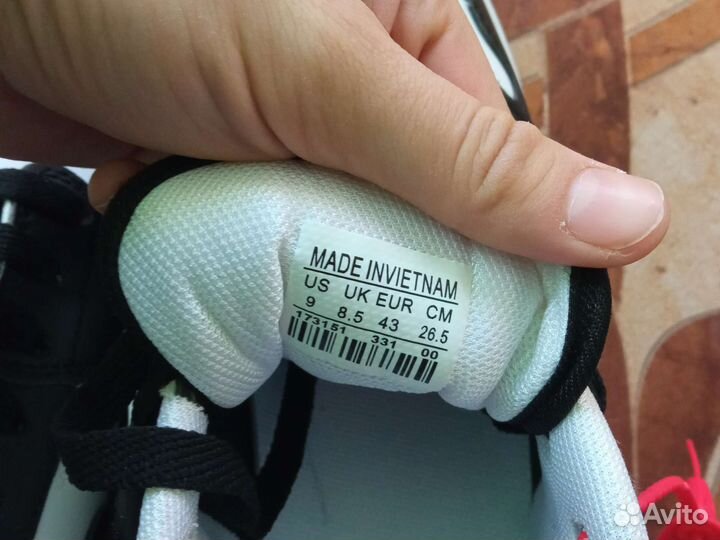 MADE INVIETNAM
US UK EUR CM
9 8.5 43 26.5
173151 331 00
Avito